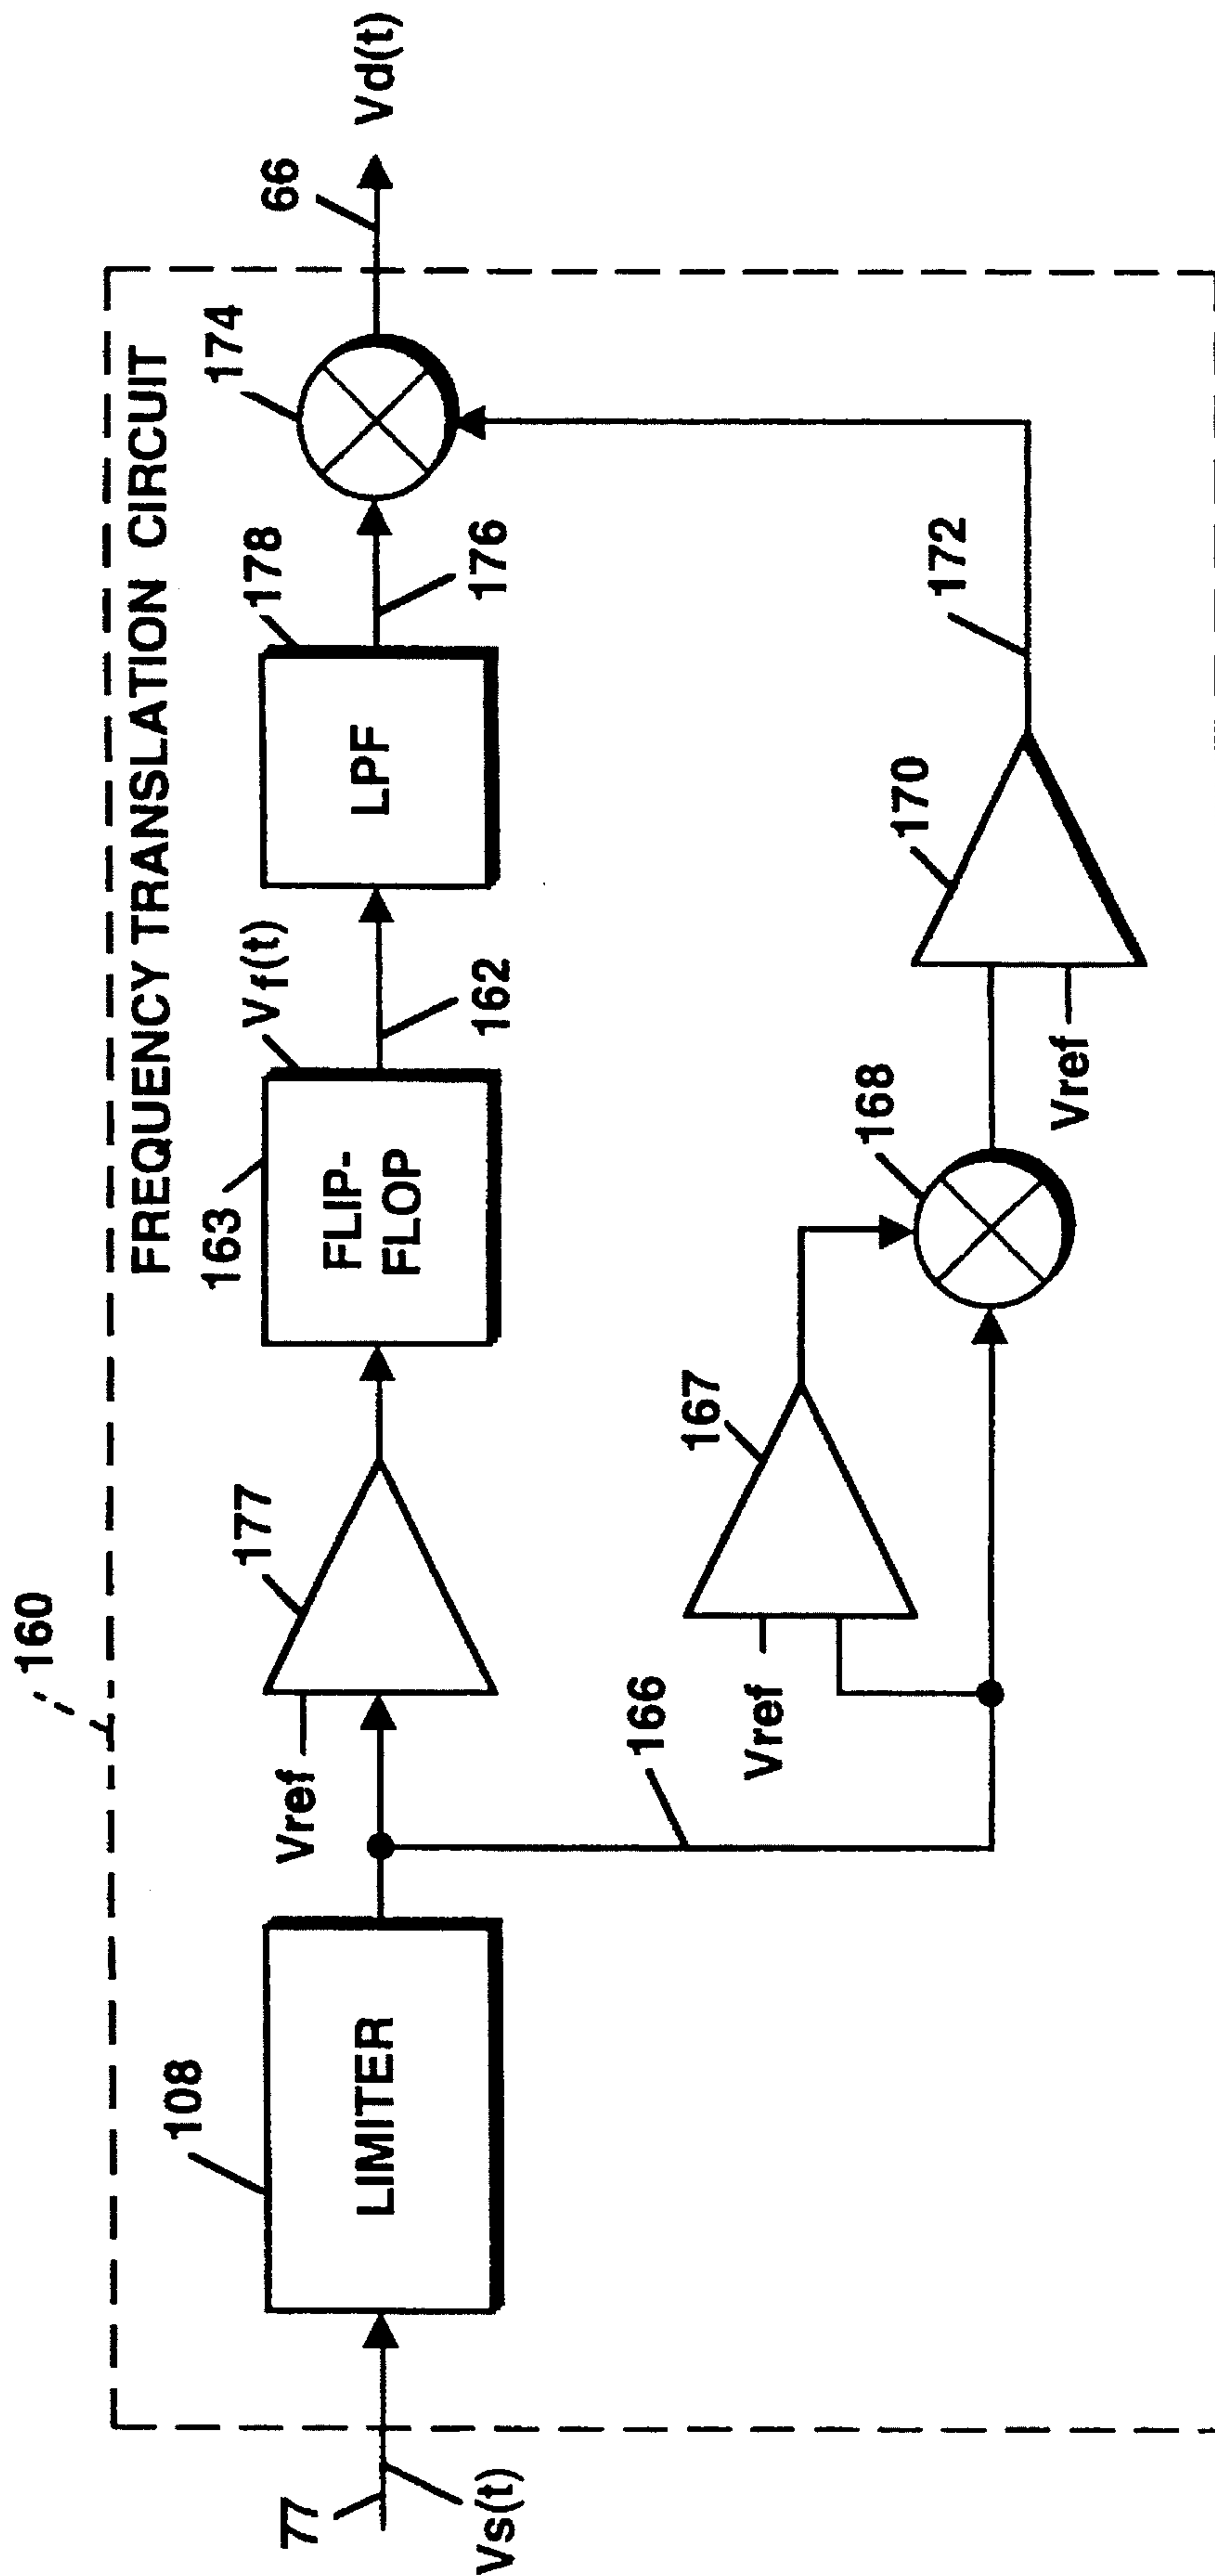 160
FREQUENCY TRANSLATION CIRCUIT
77
Vs(t)
108
LIMITER
Vref
177
163
FLIP-
FLOP
Vf(t)
162
178
LPF
176
174
66
Vd(t)
166
Vref
167
168
Vref
170
172